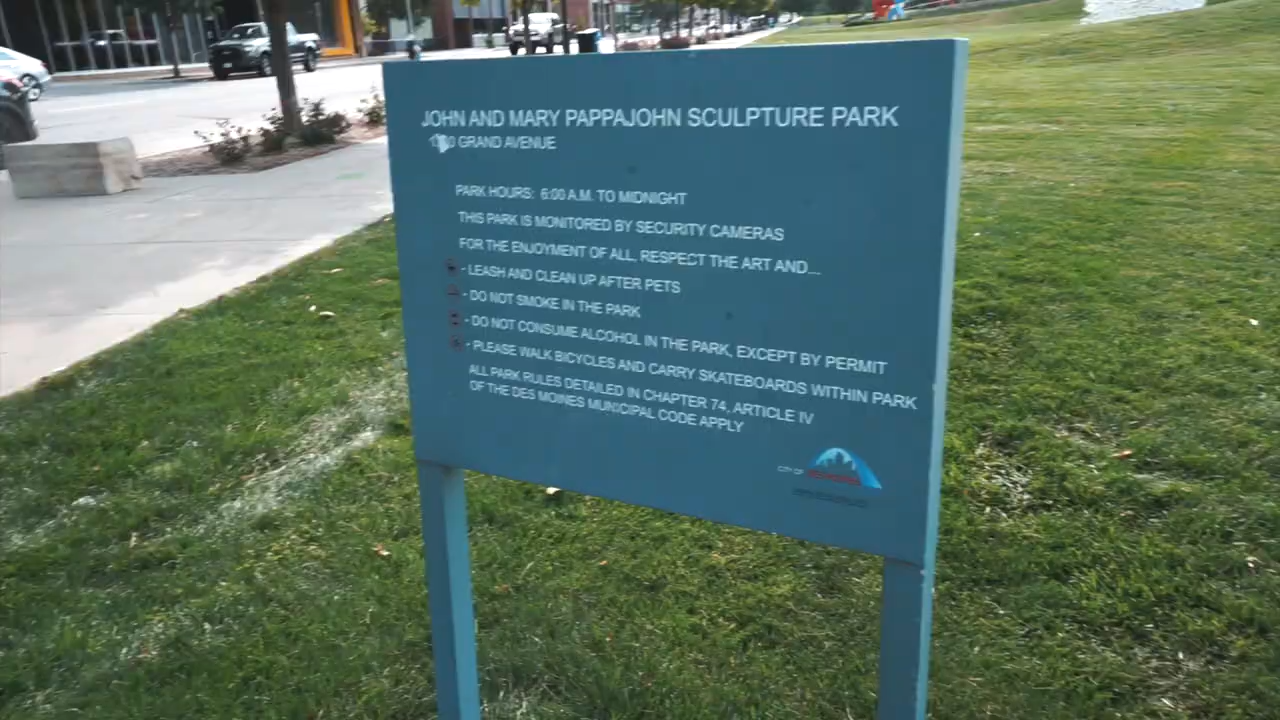 JOHN AND MARY PAPPAJOHN SCULPTURE PARK
GRAND AVENUE
PARK HOURS: 6:00 A.M. TO MIDNIGHT
THIS PARK IS MONITORED BY SECURITY CAMERAS
FOR THE ENJOYMENT OF ALL, RESPECT THE ART AND...
- LEASH AND CLEAN UP AFTER PETS
- DO NOT SMOKE IN THE PARK
- DO NOT CONSUME ALCOHOL IN THE PARK, EXCEPT BY PERMIT
- PLEASE WALK BICYCLES AND CARRY SKATEBOARDS WITHIN PARK
ALL PARK RULES DETAILED IN CHAPTER 74, ARTICLE IV
OF THE DES MOINES MUNICIPAL CODE APPLY
CITY OF